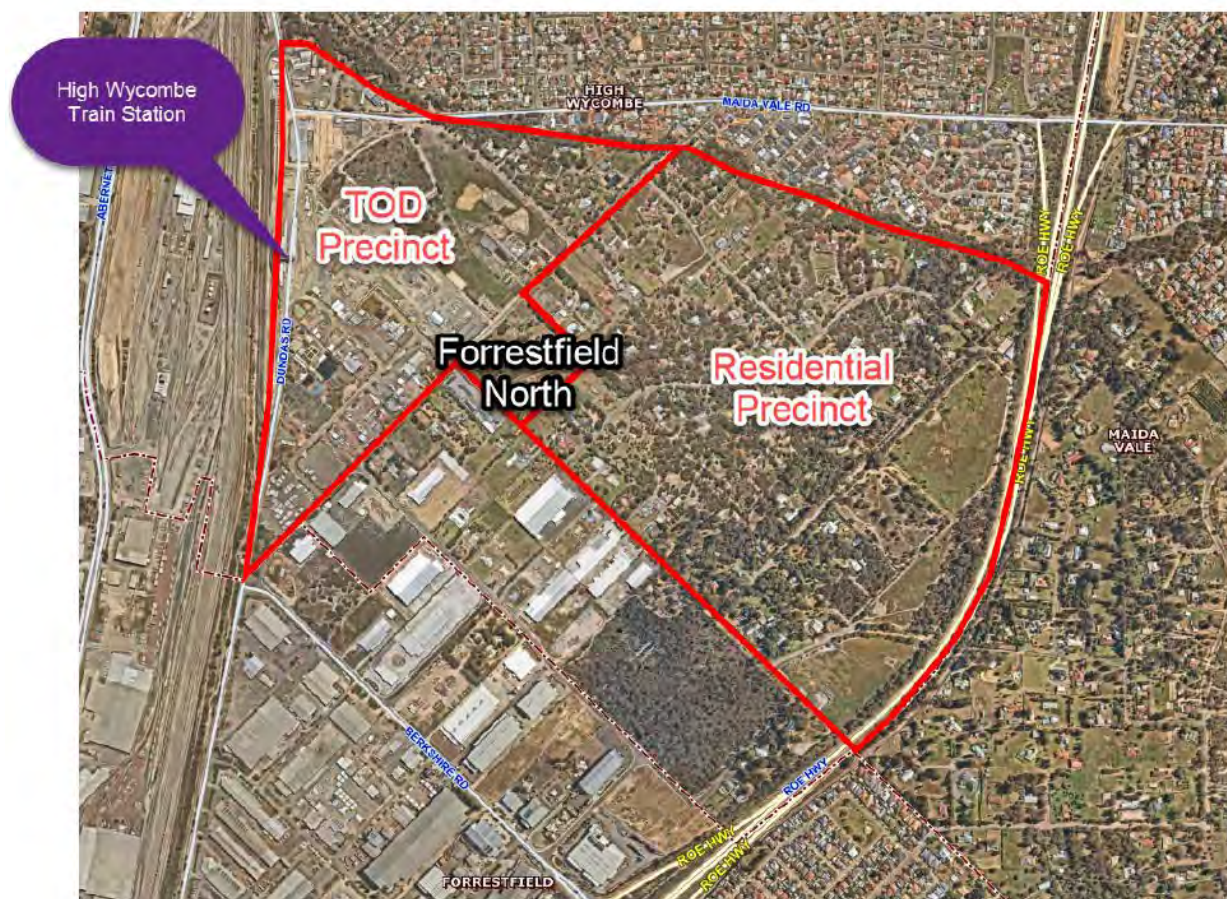 High Wycombe
Train Station
HIGH
WYCOMBE
MAIDA VALE RD
TOD
Precinct
ROE HWY
ROE HWY
DUNDAS RD
Forrestfield
North
Residential
Precinct
ROE HWY
MAIDA
VALE
BERKSHIRE RD
ROE HWY
ROE HWY
ROE HWY
FORRESTFIELD